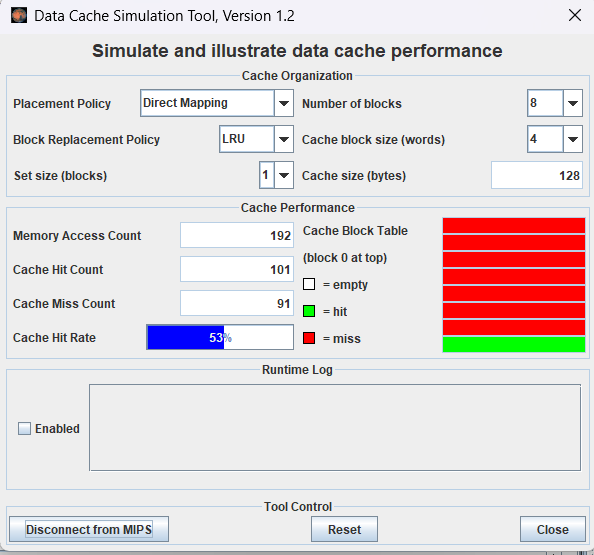 Data Cache Simulation Tool, Version 1.2
Simulate and illustrate data cache performance
Cache Organization
Placement Policy Direct Mapping Number of blocks 8
Block Replacement Policy LRU Cache block size (words) 4
Set size (blocks) 1 Cache size (bytes) 128
Cache Performance
Memory Access Count 192 Cache Block Table
(block 0 at top)
Cache Hit Count 101
= empty
Cache Miss Count 91
= hit
Cache Hit Rate 53% = miss
Runtime Log
Enabled
Tool Control
Disconnect from MIPS Reset Close